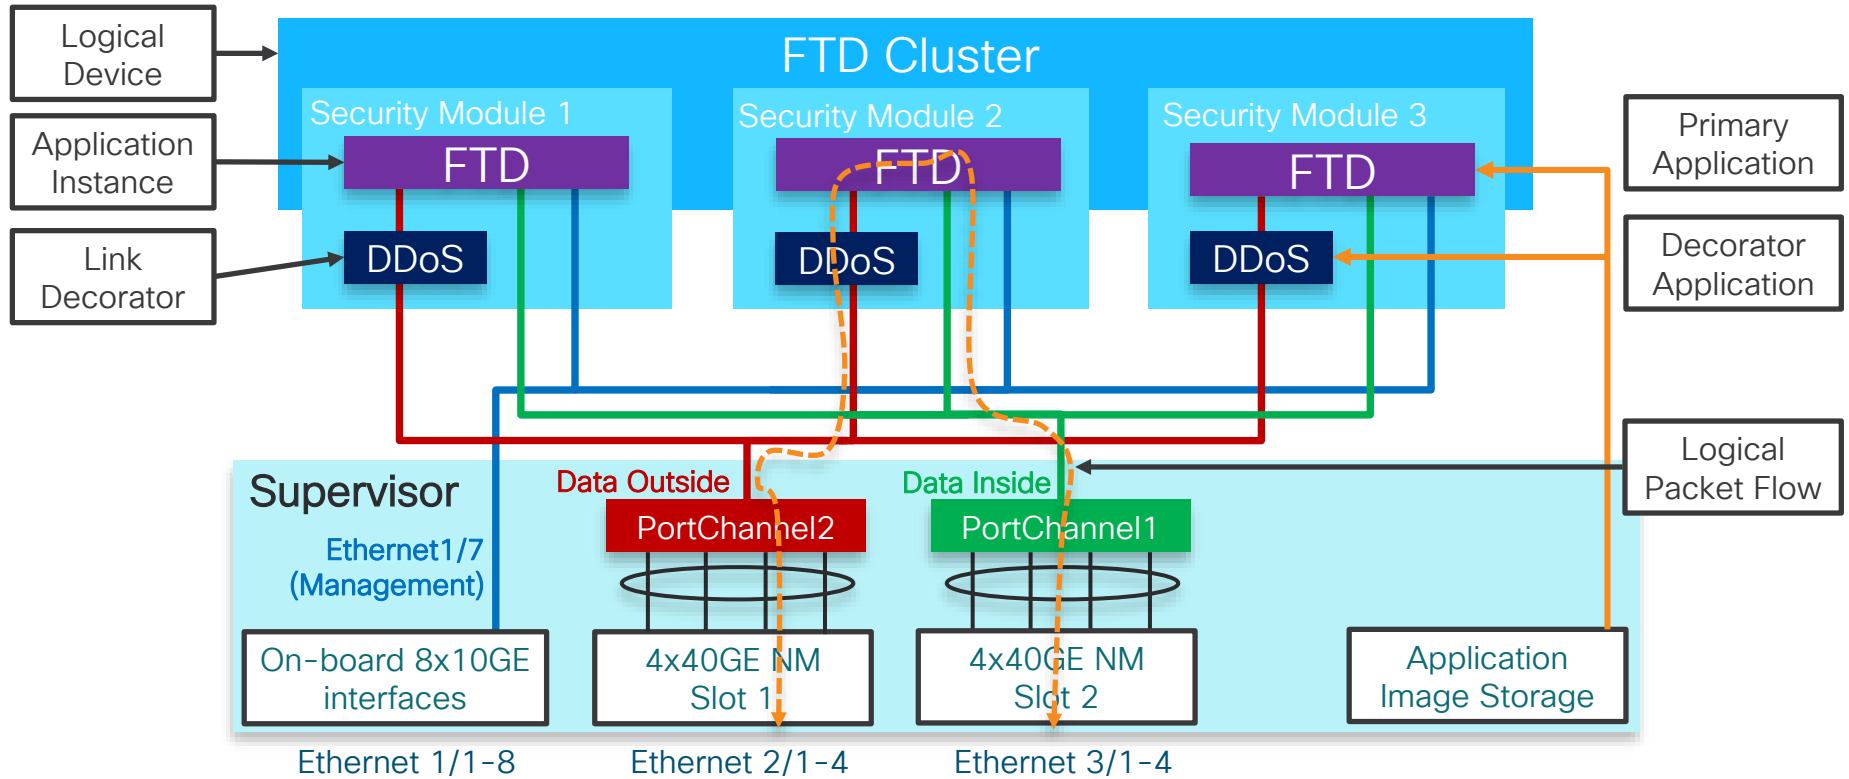 Logical
Device
FTD Cluster
Security Module 1
Security Module 2
Security Module 3
Application
Instance
FTD
FTD
FTD
Primary
Application
Link
Decorator
DDoS
DDoS
DDoS
Decorator
Application
Supervisor
Data Outside
Data Inside
Logical
Packet Flow
PortChannel2
PortChannel1
Ethernet1/7
(Management)
On-board 8x10GE
interfaces
4x40GE NM
Slot 1
4x40GE NM
Slot 2
Application
Image Storage
Ethernet 1/1-8
Ethernet 2/1-4
Ethernet 3/1-4